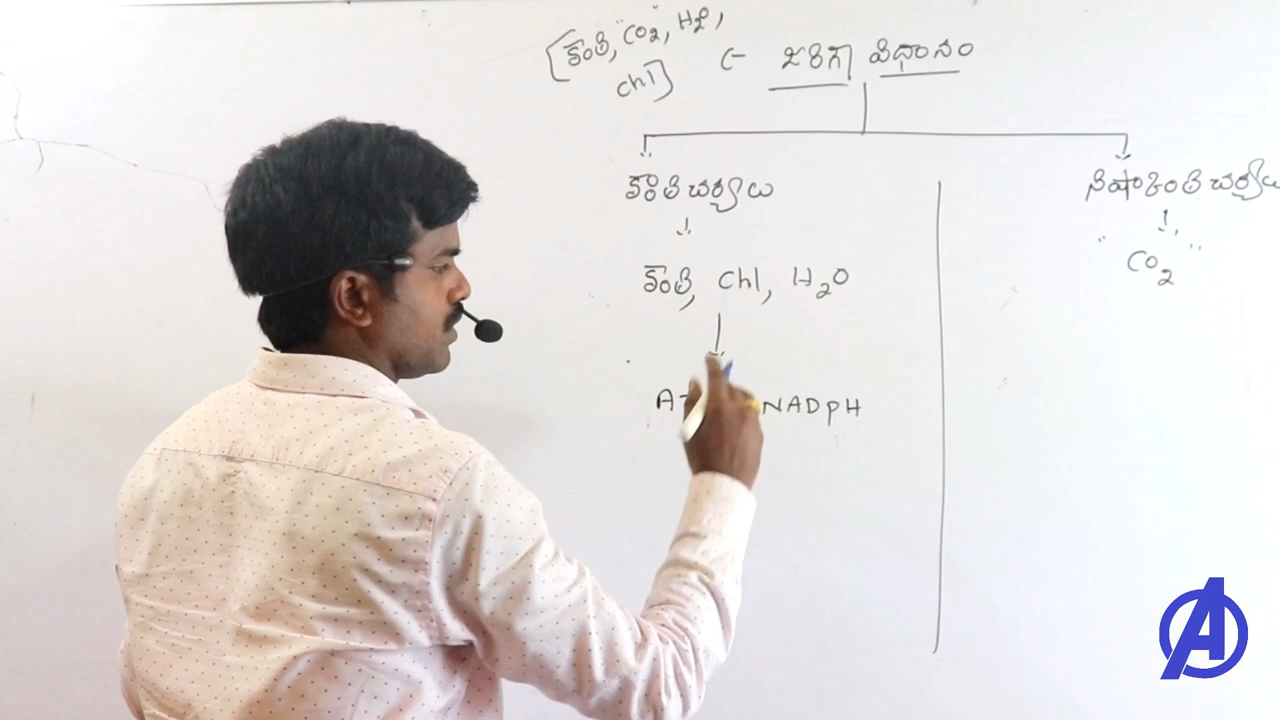 {కాంతి, "CO2", H2O,
Chl} ← జరిగా విధానం
కాంతి చర్యలు
నిష్కాంతి చర్యలు
కాంతి, Chl, H2O
"CO2"
NADPH